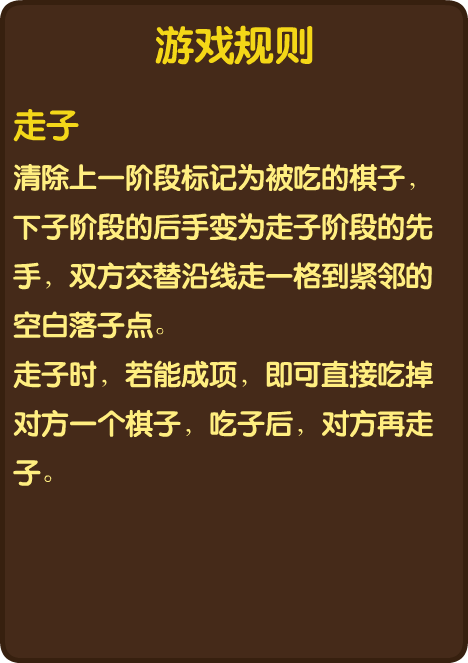 游戏规则
走子
清除上一阶段标记为被吃的棋子，
下子阶段的后手变为走子阶段的先
手，双方交替沿线走一格到紧邻的
空白落子点。
走子时，若能成项，即可直接吃掉
对方一个棋子，吃子后，对方再走
子。